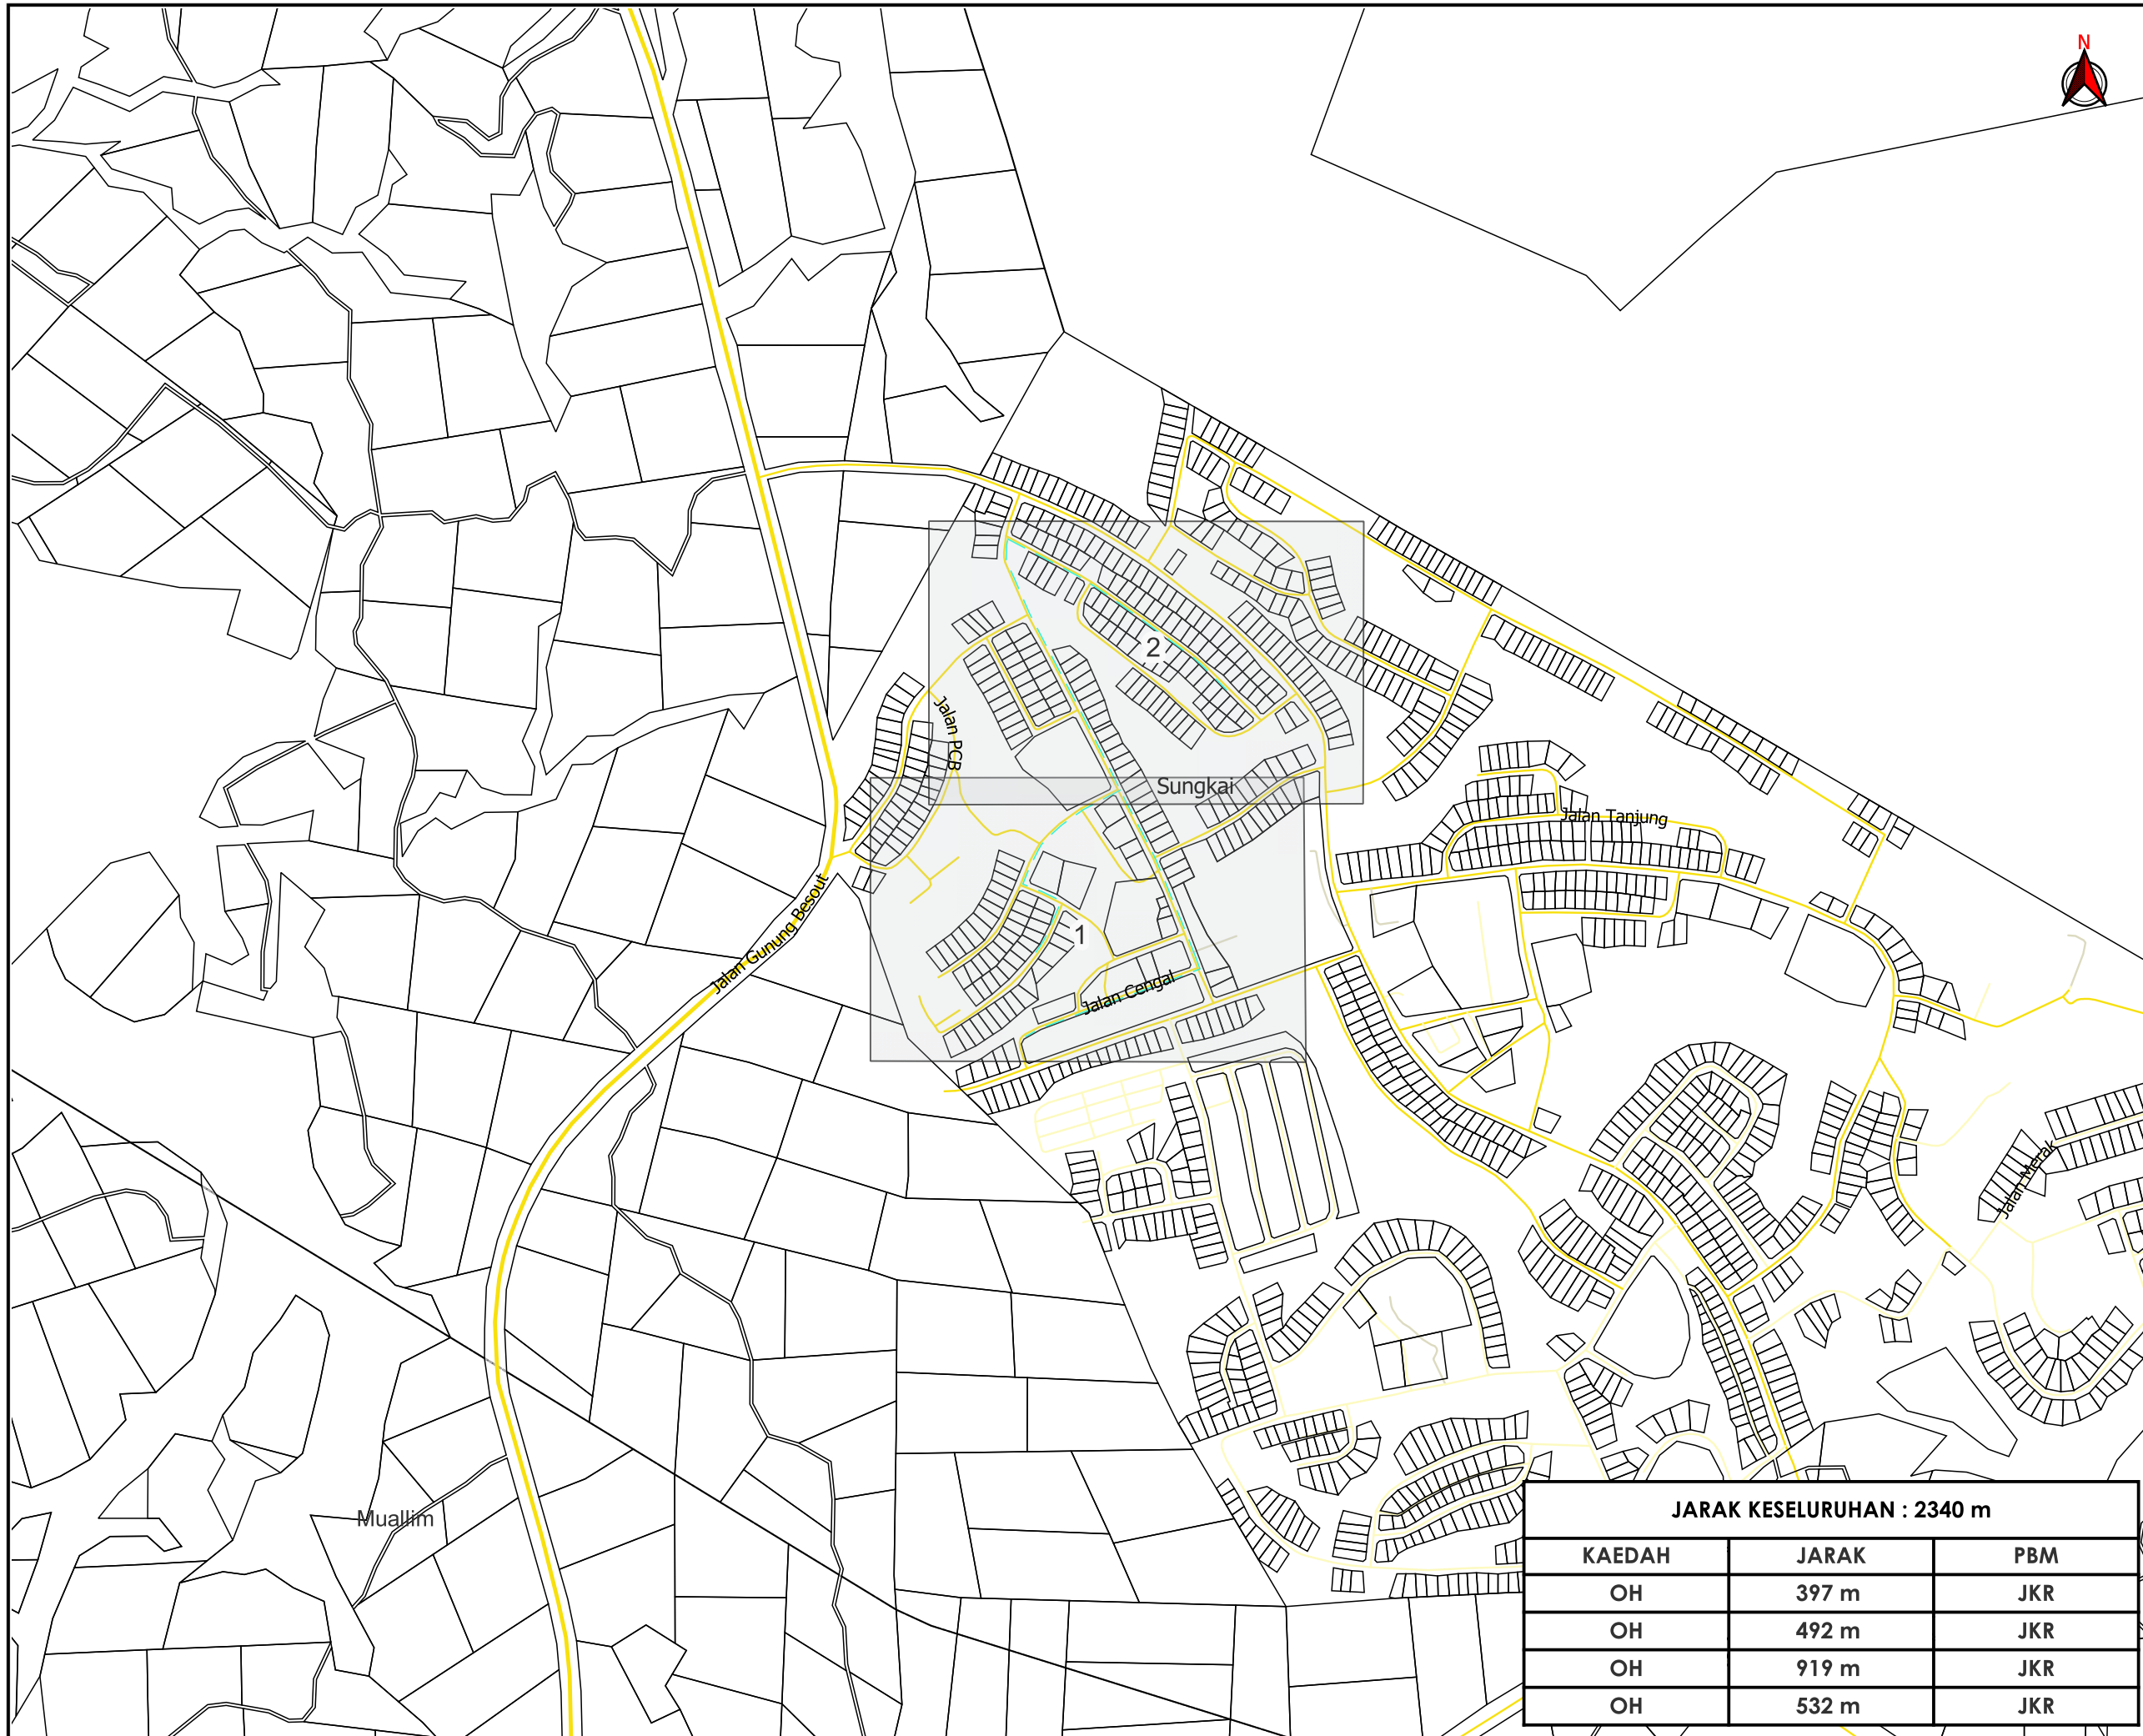 N
2
Jalan PCB
Sungkai
Jalan Tanjung
Jalan Gunung Besout
1
Jalan Cengal
Jalan Merak
Muallim
JARAK KESELURUHAN : 2340 m
KAEDAH JARAK PBM
OH 397 m JKR
OH 492 m JKR
OH 919 m JKR
OH 532 m JKR